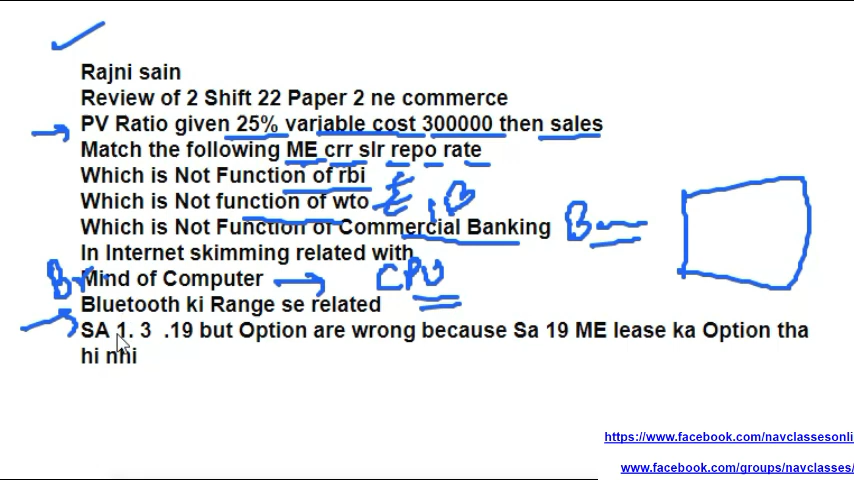 Rajni sain
Review of 2 Shift 22 Paper 2 ne commerce
PV Ratio given 25% variable cost 300000 then sales
Match the following ME crr slr repo rate
Which is Not Function of rbi
Which is Not function of wto
Which is Not Function of Commercial Banking
In Internet skimming related with
Mind of Computer CPU
Bluetooth ki Range se related
SA 1. 3 .19 but Option are wrong because Sa 19 ME lease ka Option tha
hi nhi
https://www.facebook.com/navclassesonli
www.facebook.com/groups/navclasses/